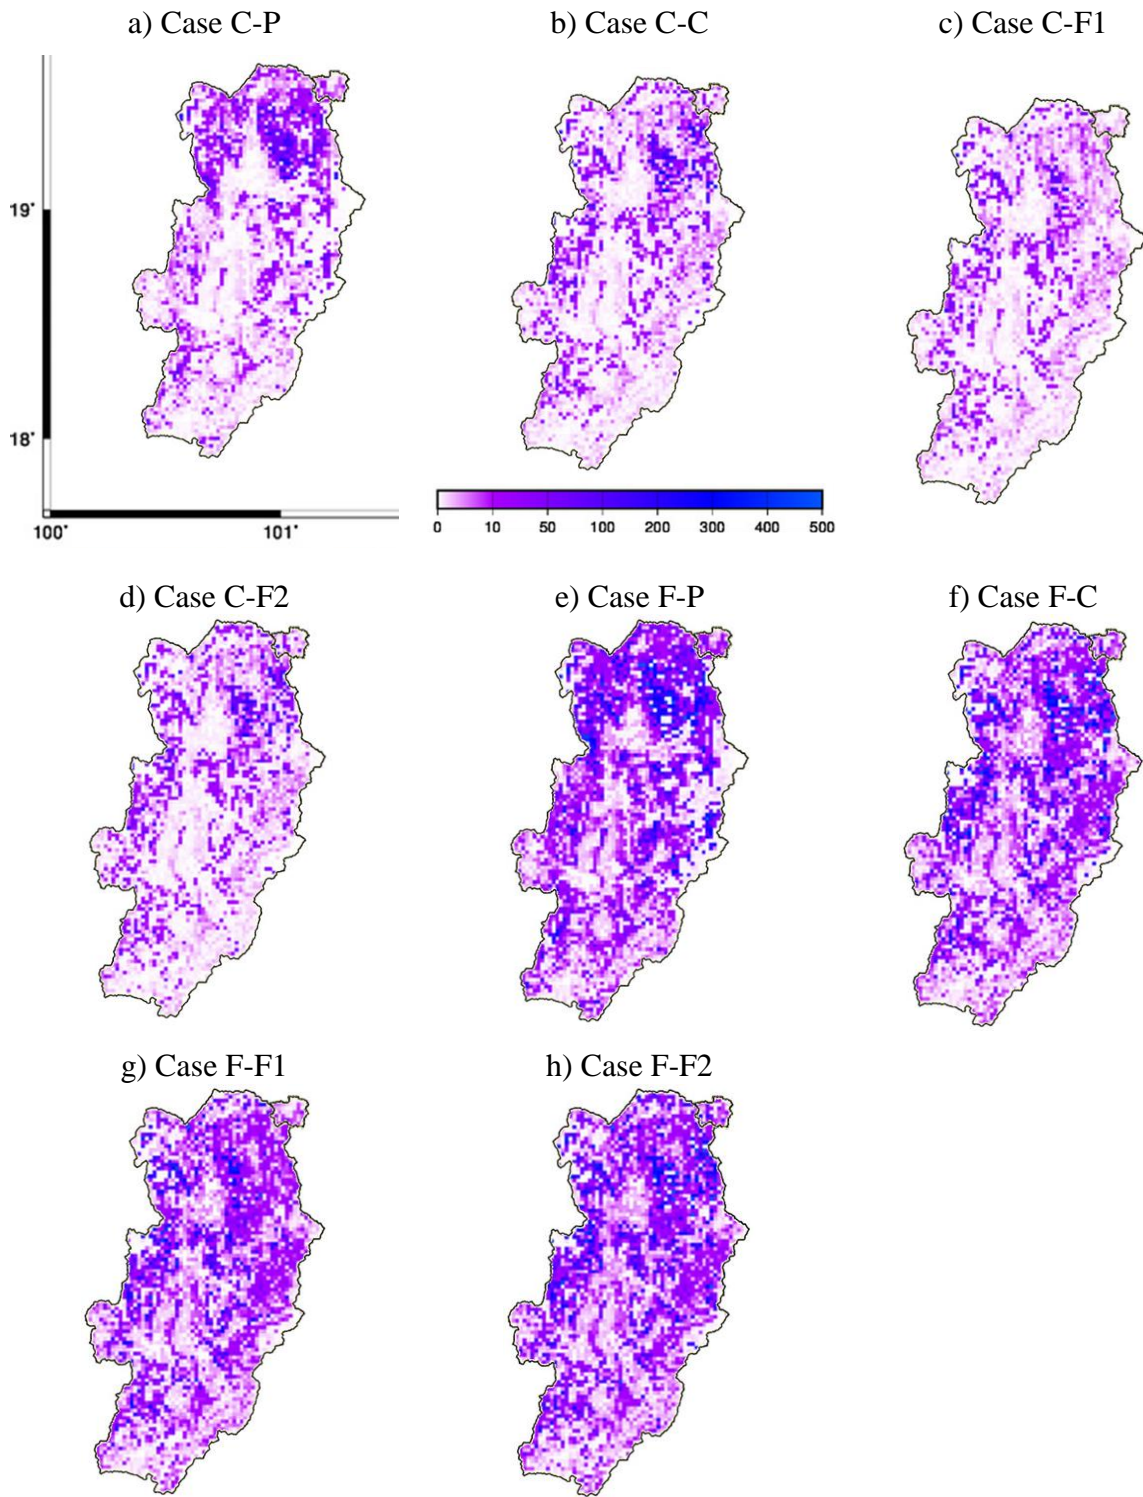 a) Case C-P
b) Case C-C
c) Case C-F1
19°
18°
100°
101°
0 10 50 100 200 300 400 500
d) Case C-F2
e) Case F-P
f) Case F-C
g) Case F-F1
h) Case F-F2